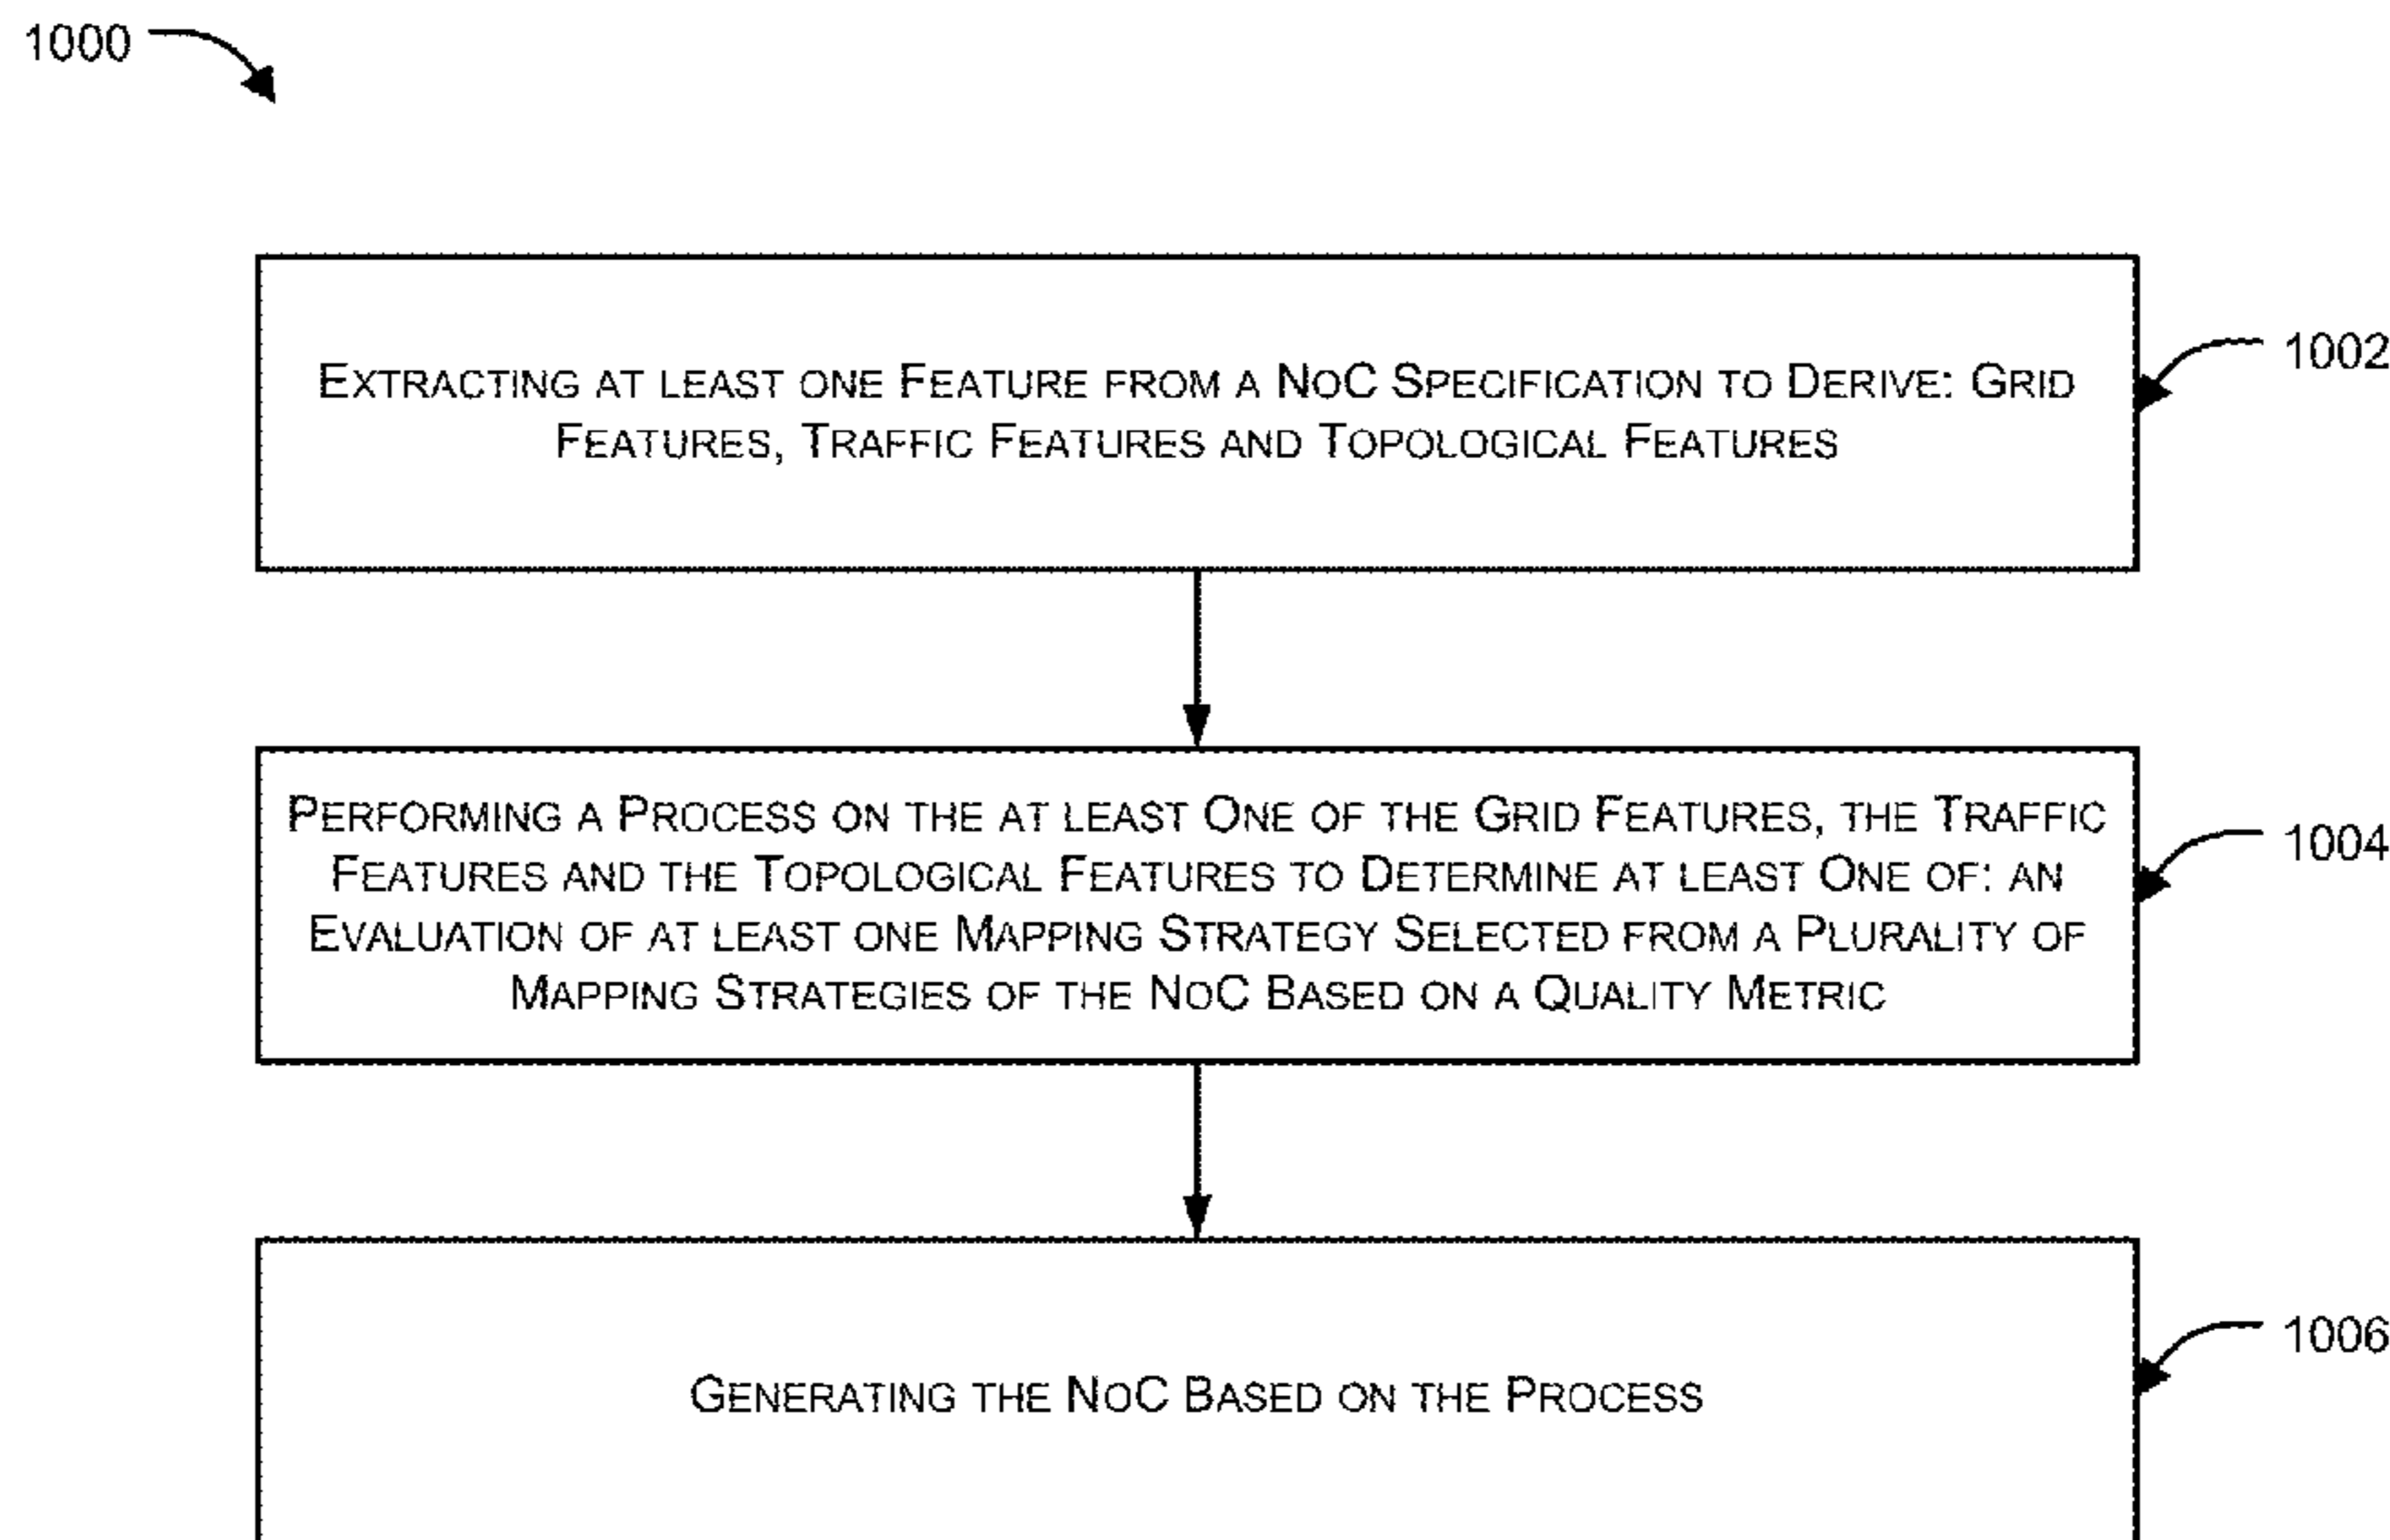 1000
EXTRACTING AT LEAST ONE FEATURE FROM A NOC SPECIFICATION TO DERIVE: GRID
FEATURES, TRAFFIC FEATURES AND TOPOLOGICAL FEATURES
1002
PERFORMING A PROCESS ON THE AT LEAST ONE OF THE GRID FEATURES, THE TRAFFIC
FEATURES AND THE TOPOLOGICAL FEATURES TO DETERMINE AT LEAST ONE OF: AN
EVALUATION OF AT LEAST ONE MAPPING STRATEGY SELECTED FROM A PLURALITY OF
MAPPING STRATEGIES OF THE NOC BASED ON A QUALITY METRIC
1004
GENERATING THE NOC BASED ON THE PROCESS
1006